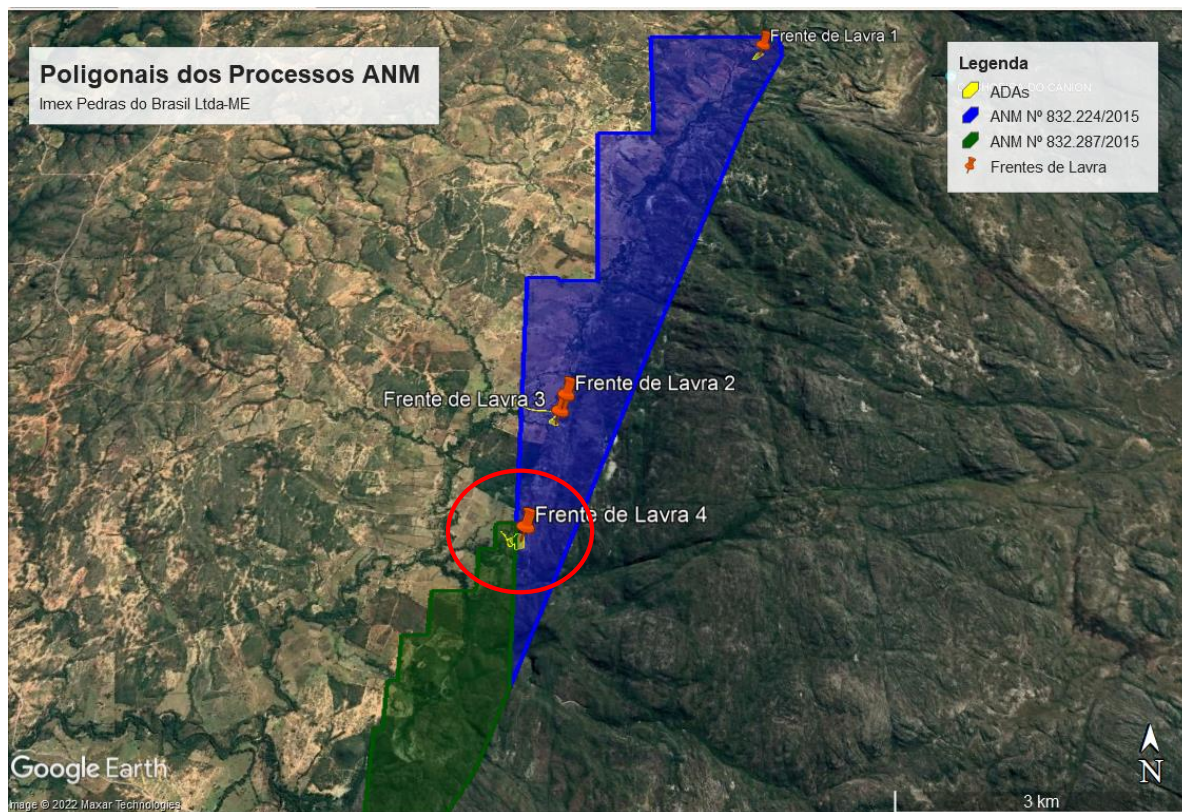 Poligonais dos Processos ANM
Imex Pedras do Brasil Ltda-ME
Frente de Lavra 1
Legenda
ADAs
ANM Nº 832.224/2015
ANM Nº 832.287/2015
Frentes de Lavra
Frente de Lavra 2
Frente de Lavra 3
Frente de Lavra 4
N
Google Earth
Image © 2022 Maxar Technologies
3 km